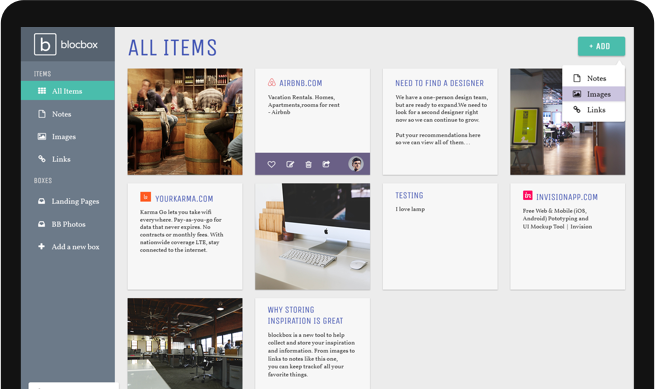 b blocbox
ALL ITEMS
+ ADD
Notes
Images
Links
ITEMS
All Items
Notes
Images
Links
BOXES
Landing Pages
BB Photos
Add a new box
AIRBNB.COM
Vacation Rentals. Homes,
Apartments,rooms for rent
- Airbnb
NEED TO FIND A DESIGNER
We have a one-person design team,
but are ready to expand.We need to
look for a second designer right
now so we can continue to grow.
Put your recommendations here
so we can view all of them...
YOURKARMA.COM
Karma Go lets you take wifi
everywhere. Pay-as-you-go for
data that never expires. No
contracts or monthly fees. With
nationwide coverage LTB, stay
connected to the internet.
TESTING
I love lamp
in INVISIONAPP.COM
Free Web & Mobile (iOS,
Android) Pototyping and
UI Mockup Tool | Invision
WHY STORING
INSPIRATION IS GREAT
blockbox is a new tool to help
collect and store your inspiration
and information. From images to
links to notes like this one,
you can keep trackof all your
favorite things.